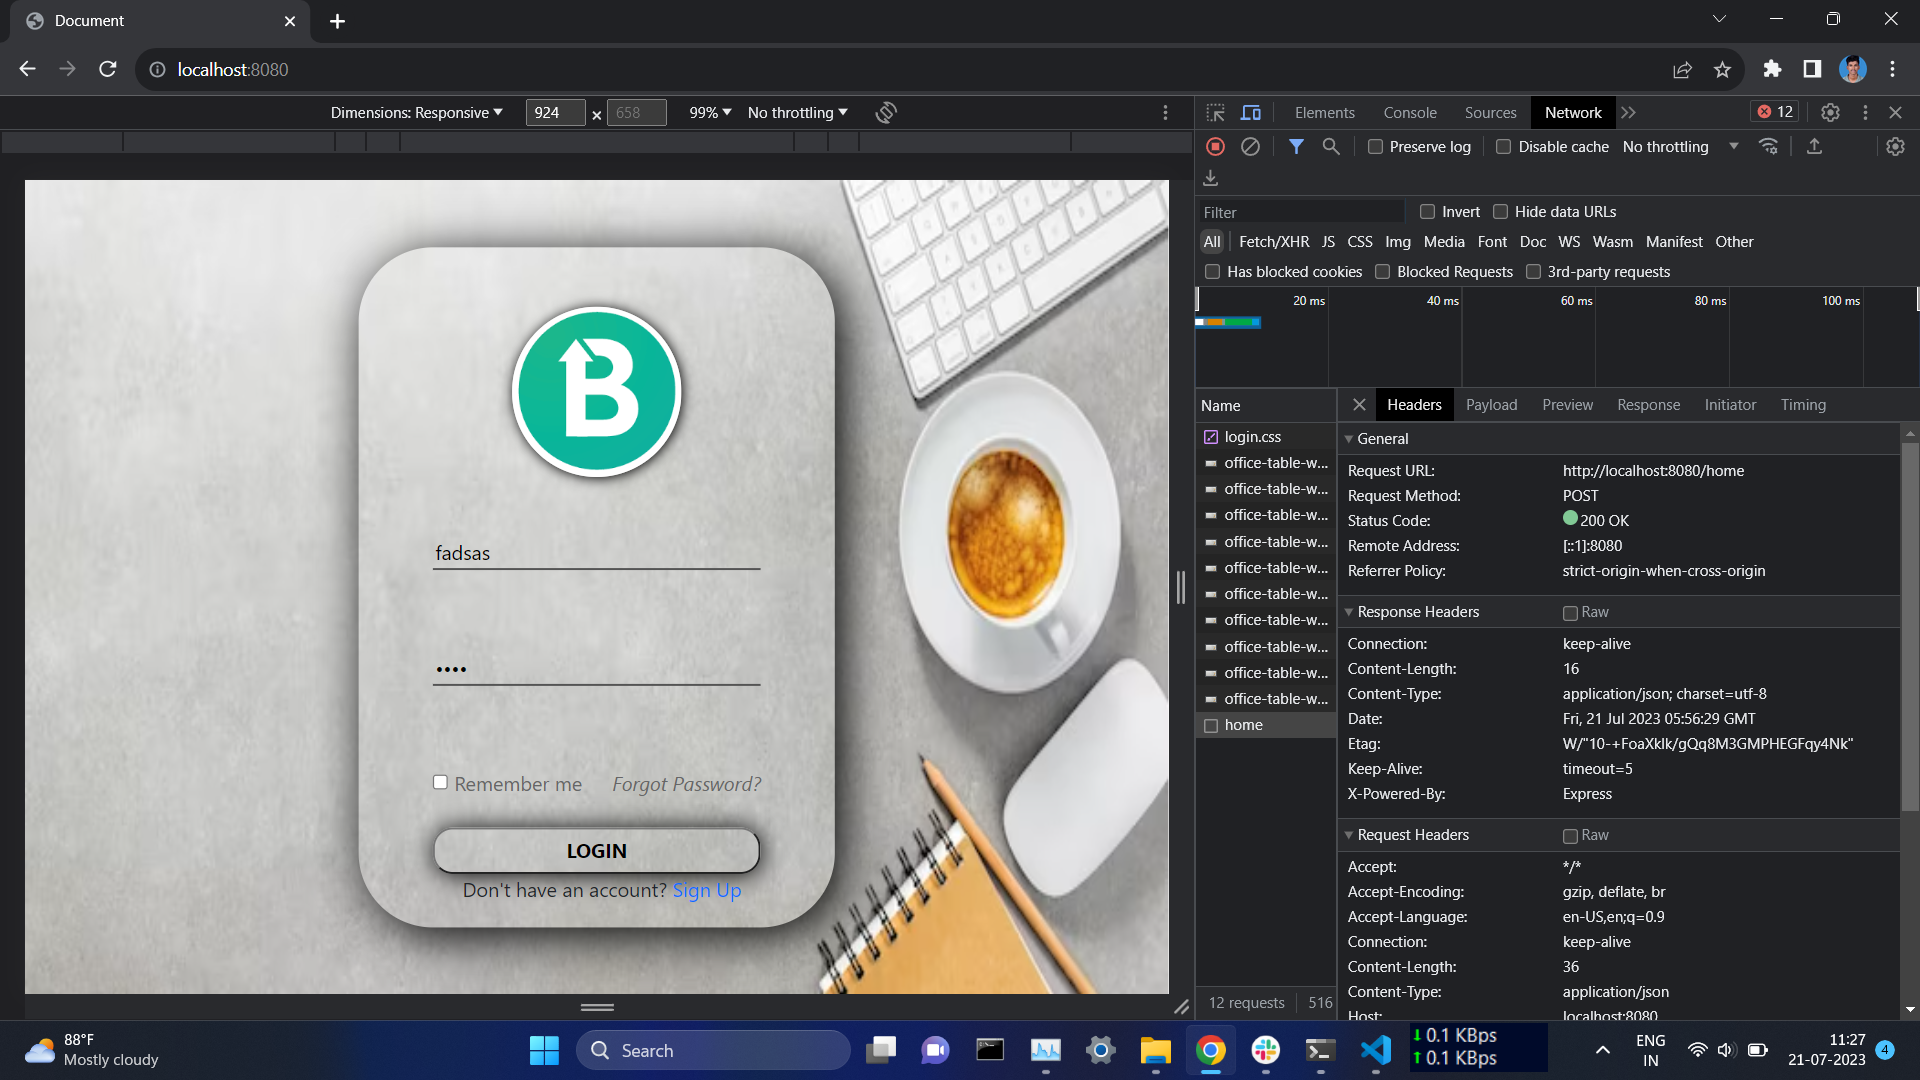 Document
localhost:8080
Dimensions: Responsive 924 × 658 99% No throttling
Elements Console Sources Network 12
Preserve log Disable cache No throttling
Filter Invert Hide data URLs
All Fetch/XHR JS CSS Img Media Font Doc WS Wasm Manifest Other
Has blocked cookies Blocked Requests 3rd-party requests
20 ms 40 ms 60 ms 80 ms 100 ms
Name
login.css
office-table-w...
office-table-w...
office-table-w...
office-table-w...
office-table-w...
office-table-w...
office-table-w...
office-table-w...
office-table-w...
office-table-w...
home
12 requests 516
Headers Payload Preview Response Initiator Timing
General
Request URL: http://localhost:8080/home
Request Method: POST
Status Code: 200 OK
Remote Address: [::1]:8080
Referrer Policy: strict-origin-when-cross-origin
Response Headers Raw
Connection: keep-alive
Content-Length: 16
Content-Type: application/json; charset=utf-8
Date: Fri, 21 Jul 2023 05:56:29 GMT
Etag: W/"10-+FoaXklk/gQq8M3GMPHEGFqy4Nk"
Keep-Alive: timeout=5
X-Powered-By: Express
Request Headers Raw
Accept: */*
Accept-Encoding: gzip, deflate, br
Accept-Language: en-US,en;q=0.9
Connection: keep-alive
Content-Length: 36
Content-Type: application/json
Host: localhost:8080
B
fadsas
••••
Remember me Forgot Password?
LOGIN
Don't have an account? Sign Up
88°F
Mostly cloudy
Search
0.1 KBps
0.1 KBps
ENG
IN
11:27
21-07-2023
4